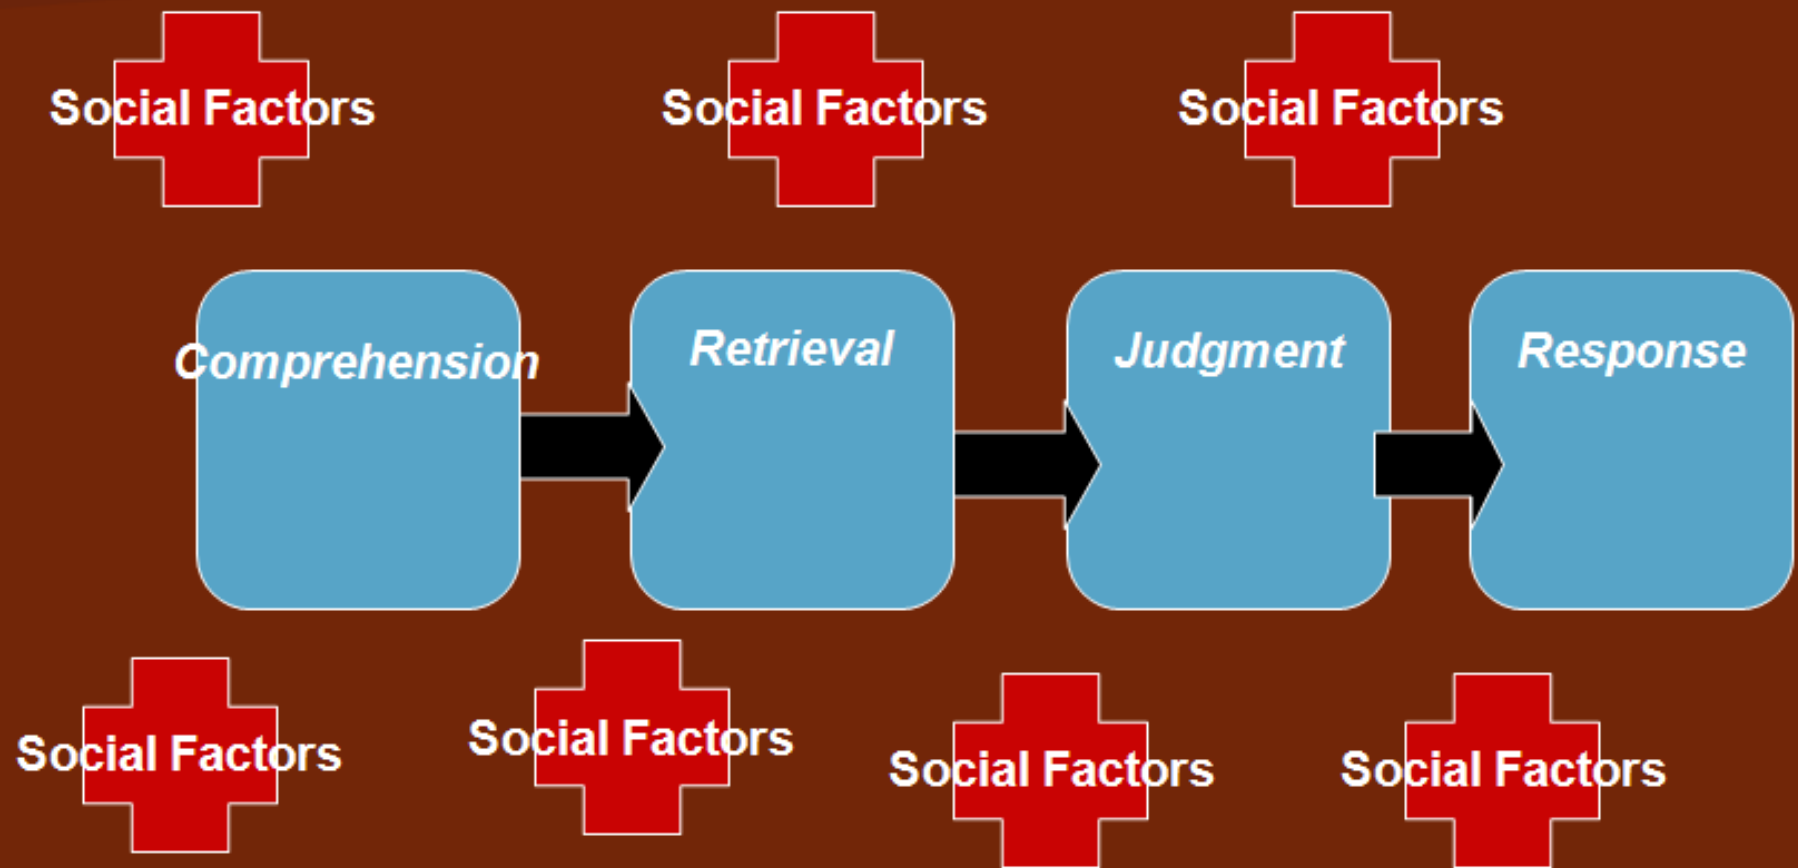 Social Factors
Social Factors
Social Factors
Comprehension
Retrieval
Judgment
Response
Social Factors
Social Factors
Social Factors
Social Factors